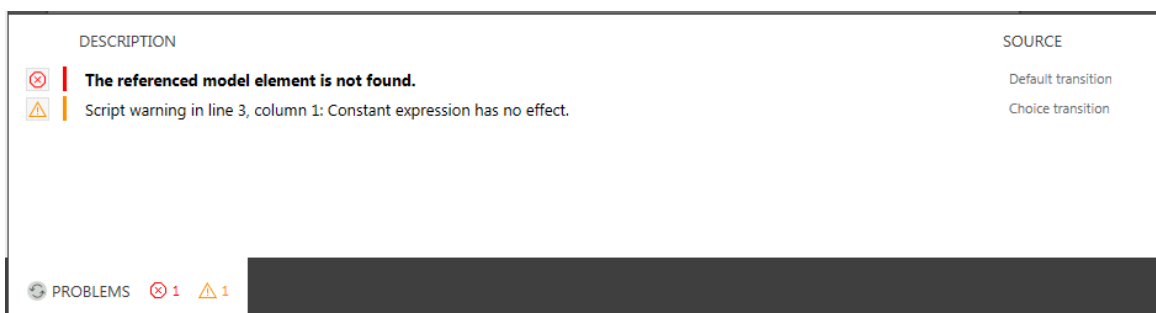 DESCRIPTION SOURCE
The referenced model element is not found. Default transition
Script warning in line 3, column 1: Constant expression has no effect. Choice transition
PROBLEMS 1 1